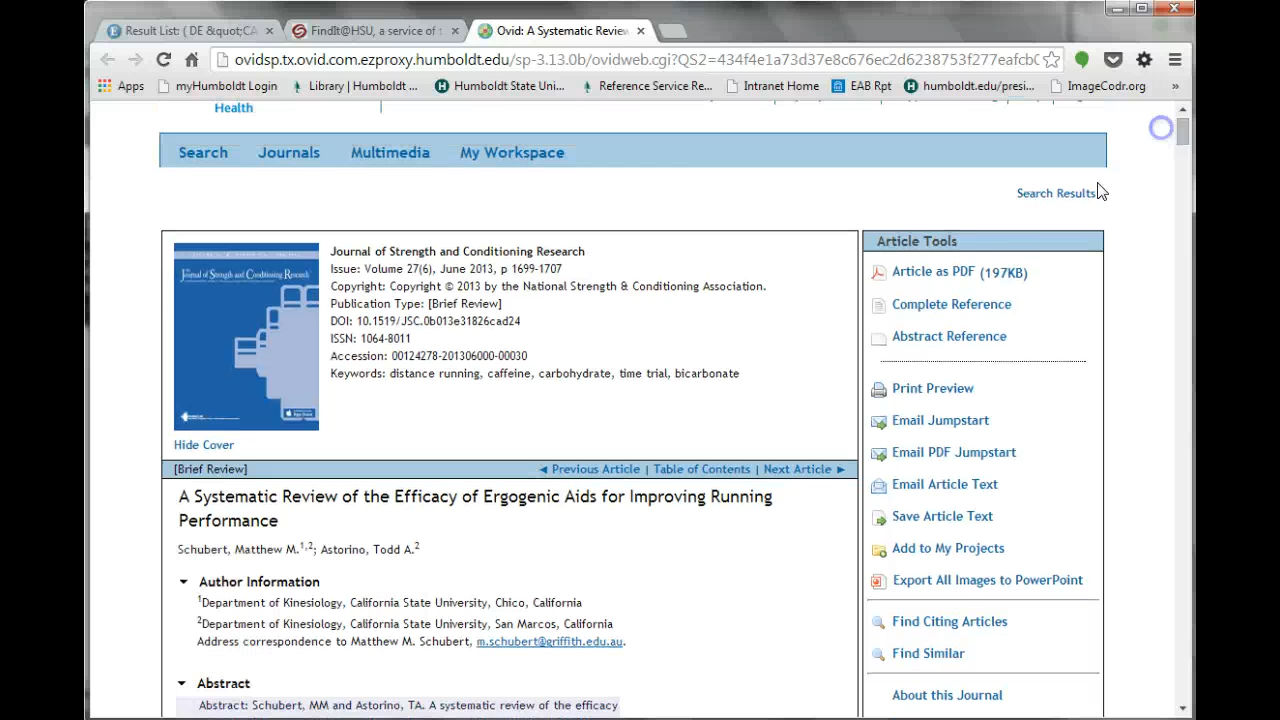 Result List: ( DE &quot;CA
FindIt@HSU, a service of
Ovid: A Systematic Review
ovidsp.tx.ovid.com.ezproxy.humboldt.edu/sp-3.13.0b/ovidweb.cgi?QS2=434f4e1a73d37e8c676ec2d6238753f277eafcb0
Apps
myHumboldt Login
Library | Humboldt ...
Humboldt State Uni...
Reference Service Re...
Intranet Home
EAB Rpt
humboldt.edu/presi...
ImageCodr.org
»
Health
Search
Journals
Multimedia
My Workspace
Search Results
Journal of Strength and Conditioning Research
Journal of Strength and Conditioning Research
Issue: Volume 27(6), June 2013, p 1699-1707
Copyright: Copyright © 2013 by the National Strength & Conditioning Association.
Publication Type: [Brief Review]
DOI: 10.1519/JSC.0b013e31826cad24
ISSN: 1064-8011
Accession: 00124278-201306000-00030
Keywords: distance running, caffeine, carbohydrate, time trial, bicarbonate
Hide Cover
[Brief Review]
◄ Previous Article | Table of Contents | Next Article ►
A Systematic Review of the Efficacy of Ergogenic Aids for Improving Running
Performance
Schubert, Matthew M.1,2; Astorino, Todd A.2
Author Information
1Department of Kinesiology, California State University, Chico, California
2Department of Kinesiology, California State University, San Marcos, California
Address correspondence to Matthew M. Schubert, m.schubert@griffith.edu.au.
Abstract
Abstract: Schubert, MM and Astorino, TA. A systematic review of the efficacy
Article Tools
Article as PDF (197KB)
Complete Reference
Abstract Reference
Print Preview
Email Jumpstart
Email PDF Jumpstart
Email Article Text
Save Article Text
Add to My Projects
Export All Images to PowerPoint
Find Citing Articles
Find Similar
About this Journal